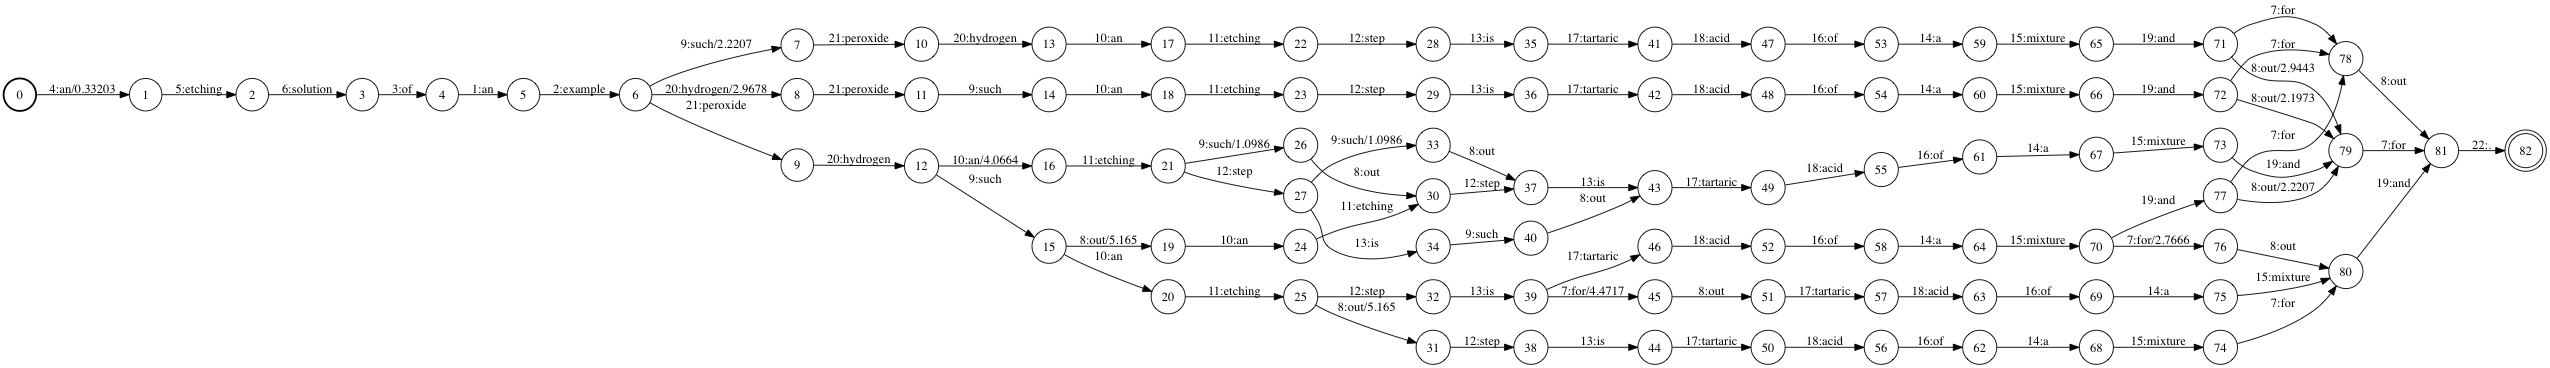 7:for
9:such/2.2207
7
21:peroxide
10
20:hydrogen
13
10:an
17
11:etching
22
12:step
28
13:is
35
17:tartaric
41
18:acid
47
16:of
53
14:a
59
15:mixture
65
19:and
71
7:for
78
8:out/2.9443
8:out
0
4:an/0.33203
1
5:etching
2
6:solution
3
3:of
4
1:an
5
2:example
6
20:hydrogen/2.9678
8
21:peroxide
11
9:such
14
10:an
18
11:etching
23
12:step
29
13:is
36
17:tartaric
42
18:acid
48
16:of
54
14:a
60
15:mixture
66
19:and
72
8:out/2.1973
21:peroxide
9
20:hydrogen
12
10:an/4.0664
16
11:etching
21
9:such/1.0986
26
9:such/1.0986
33
8:out
7:for
73
15:mixture
67
14:a
61
16:of
55
18:acid
79
7:for
81
22:.
82
9:such
12:step
27
8:out
30
12:step
37
13:is
43
17:tartaric
49
19:and
8:out/2.2207
77
19:and
11:etching
8:out
15
8:out/5.165
19
10:an
24
13:is
34
9:such
40
19:and
10:an
17:tartaric
46
18:acid
52
16:of
58
14:a
64
15:mixture
70
7:for/2.7666
76
8:out
80
20
11:etching
25
12:step
32
13:is
39
7:for/4.4717
45
8:out
51
17:tartaric
57
18:acid
63
16:of
69
14:a
75
15:mixture
8:out/5.165
31
12:step
38
13:is
44
17:tartaric
50
18:acid
56
16:of
62
14:a
68
15:mixture
74
7:for